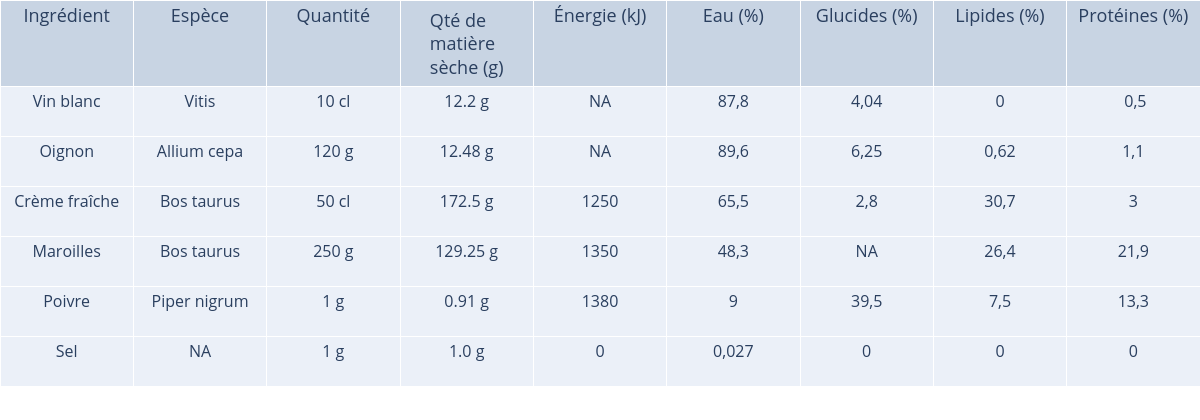 Ingrédient Espèce Quantité Qté de matière sèche (g) Énergie (kJ) Eau (%) Glucides (%) Lipides (%) Protéines (%)
Vin blanc Vitis 10 cl 12.2 g NA 87,8 4,04 0 0,5
Oignon Allium cepa 120 g 12.48 g NA 89,6 6,25 0,62 1,1
Crème fraîche Bos taurus 50 cl 172.5 g 1250 65,5 2,8 30,7 3
Maroilles Bos taurus 250 g 129.25 g 1350 48,3 NA 26,4 21,9
Poivre Piper nigrum 1 g 0.91 g 1380 9 39,5 7,5 13,3
Sel NA 1 g 1.0 g 0 0,027 0 0 0